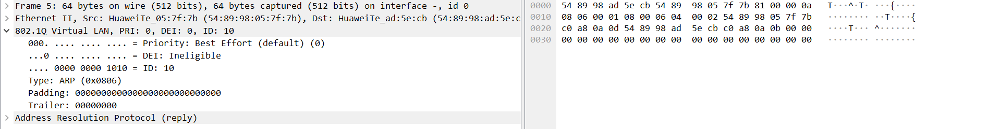 Frame 5: 64 bytes on wire (512 bits), 64 bytes captured (512 bits) on interface -, id 0
Ethernet II, Src: HuaweiTe_05:7f:7b (54:89:98:05:7f:7b), Dst: HuaweiTe_ad:5e:cb (54:89:98:ad:5e:c
802.1Q Virtual LAN, PRI: 0, DEI: 0, ID: 10
000. .... .... .... = Priority: Best Effort (default) (0)
...0 .... .... .... = DEI: Ineligible
.... 0000 0000 1010 = ID: 10
Type: ARP (0x0806)
Padding: 0000000000000000000000000000
Trailer: 00000000
Address Resolution Protocol (reply)
0000 54 89 98 ad 5e cb 54 89 98 05 7f 7b 81 00 00 0a T···^·T· ···{····
0010 08 06 00 01 08 00 06 04 00 02 54 89 98 05 7f 7b ········ ··T····{
0020 c0 a8 0a 0d 54 89 98 ad 5e cb c0 a8 0a 0b 00 00 ····T··· ^·······
0030 00 00 00 00 00 00 00 00 00 00 00 00 00 00 00 00 ········ ········